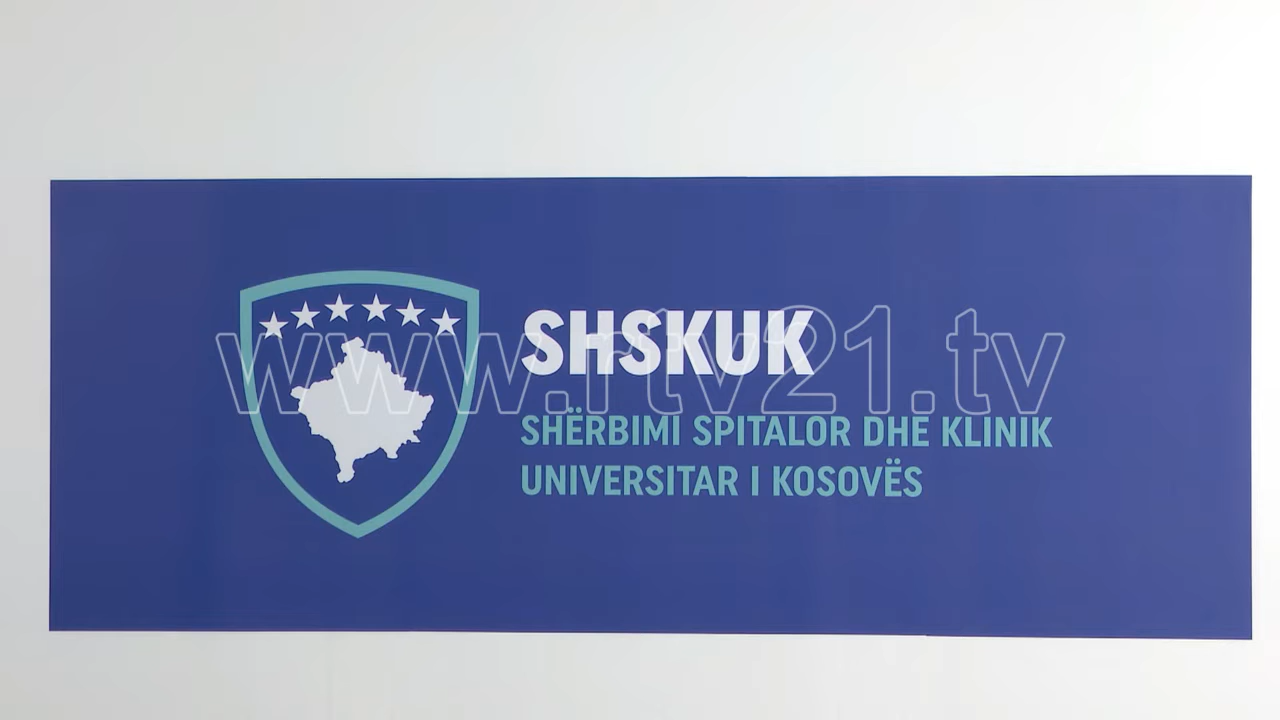 SHSKUK
www.rtv21.tv
SHËRBIMI SPITALOR DHE KLINIK
UNIVERSITAR I KOSOVËS